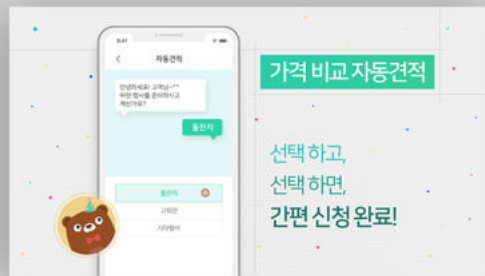 9:41
자동견적
안녕하세요! 고객님~^^
어떤 행사를 준비하시고
계신가요?
돌잔치
돌잔치
고희연
기타행사
가격 비교 자동견적
선택 하고,
선택 하면,
간편 신청 완료!